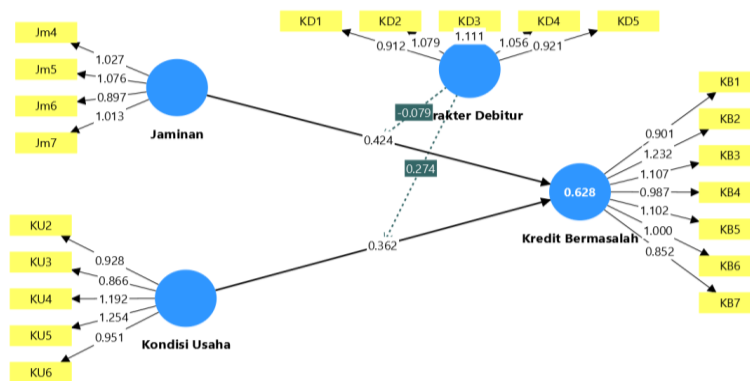 KD1
KD2
KD3
KD4
KD5
0.912
1.079
1.111
1.056
0.921
Jm4
Jm5
Jm6
Jm7
1.027
1.076
0.897
1.013
Jaminan
rakter Debitur
-0.079
0.424
0.274
0.362
KU2
KU3
KU4
KU5
KU6
0.928
0.866
1.192
1.254
0.951
Kondisi Usaha
0.628
Kredit Bermasalah
0.901
1.232
1.107
0.987
1.102
1.000
0.852
KB1
KB2
KB3
KB4
KB5
KB6
KB7